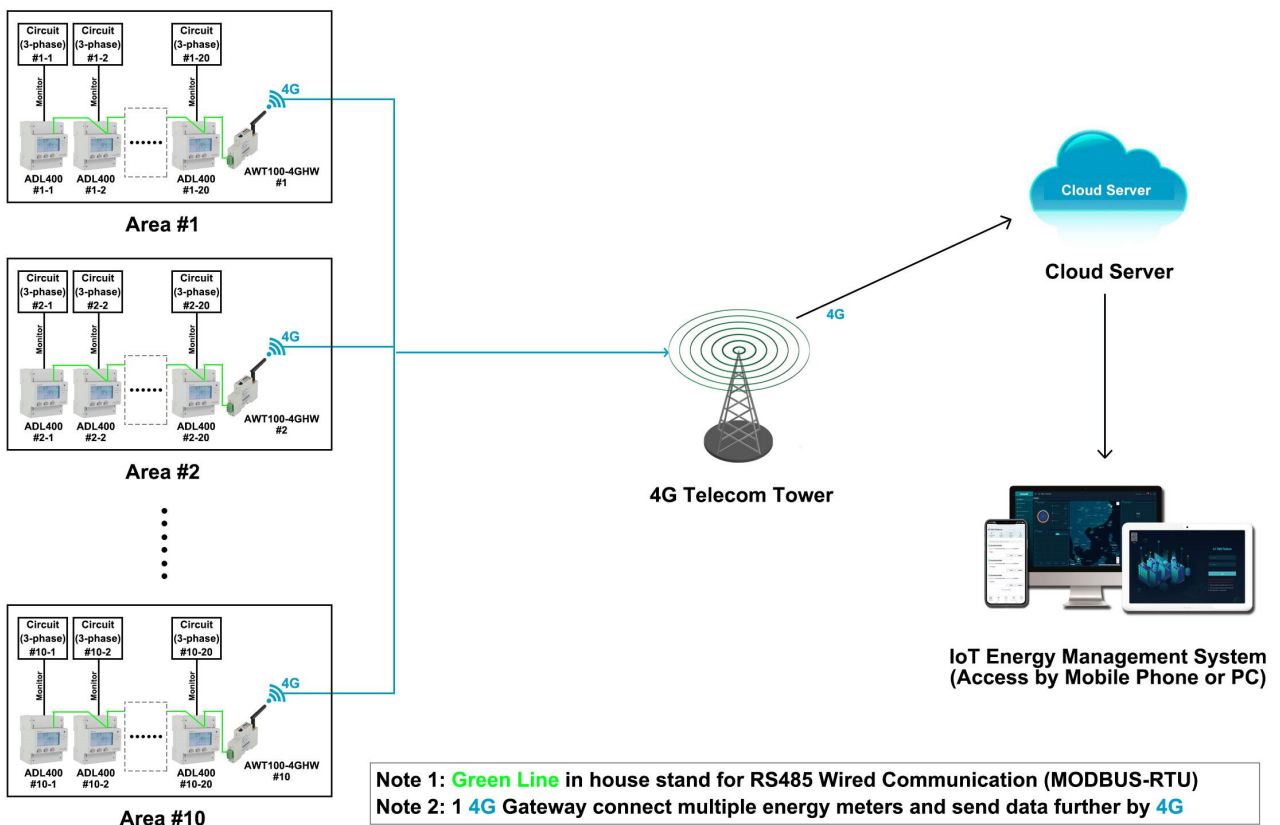 Circuit
(3-phase)
#1-1
Circuit
(3-phase)
#1-2
Circuit
(3-phase)
#1-20
Monitor
Monitor
Monitor
4G
ADL400
#1-1
ADL400
#1-2
......
ADL400
#1-20
AWT100-4GHW
#1
Area #1
Circuit
(3-phase)
#2-1
Circuit
(3-phase)
#2-2
Circuit
(3-phase)
#2-20
Monitor
Monitor
Monitor
4G
ADL400
#2-1
ADL400
#2-2
......
ADL400
#2-20
AWT100-4GHW
#2
Area #2
Circuit
(3-phase)
#10-1
Circuit
(3-phase)
#10-2
Circuit
(3-phase)
#10-20
Monitor
Monitor
Monitor
4G
ADL400
#10-1
ADL400
#10-2
......
ADL400
#10-20
AWT100-4GHW
#10
Area #10
4G Telecom Tower
4G
Cloud Server
Cloud Server
IoT Energy Management System
(Access by Mobile Phone or PC)
Note 1: Green Line in house stand for RS485 Wired Communication (MODBUS-RTU)
Note 2: 1 4G Gateway connect multiple energy meters and send data further by 4G